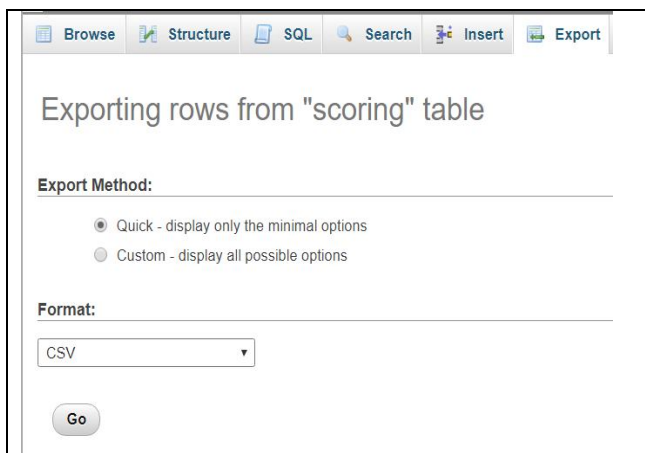 Browse Structure SQL Search Insert Export
Exporting rows from "scoring" table
Export Method:
Quick - display only the minimal options
Custom - display all possible options
Format:
CSV
Go